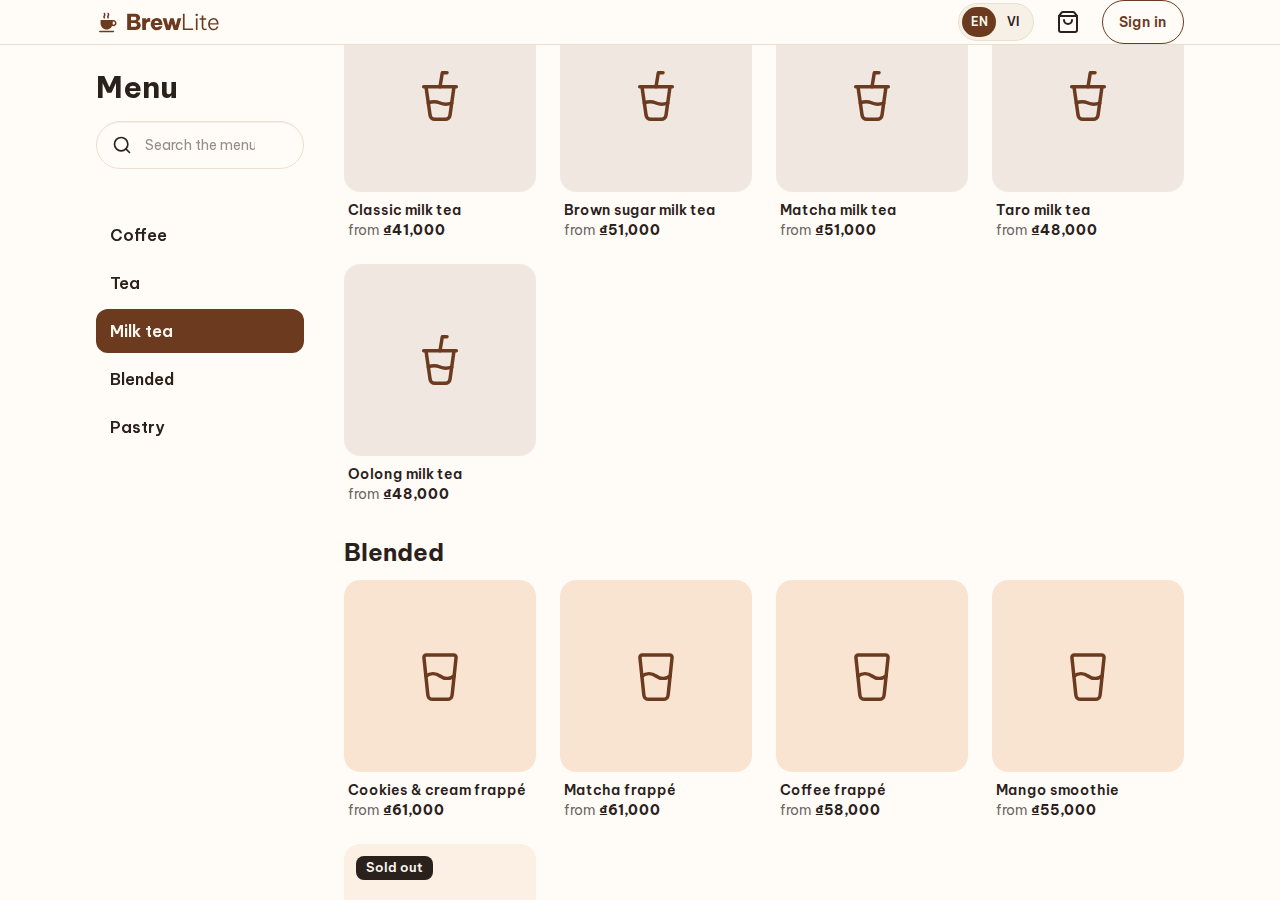 BrewLite
EN
VI
Sign in
Menu
Search the menu
Coffee
Tea
Milk tea
Blended
Pastry
Classic milk tea
from ₫41,000
Brown sugar milk tea
from ₫51,000
Matcha milk tea
from ₫51,000
Taro milk tea
from ₫48,000
Oolong milk tea
from ₫48,000
Blended
Cookies & cream frappé
from ₫61,000
Matcha frappé
from ₫61,000
Coffee frappé
from ₫58,000
Mango smoothie
from ₫55,000
Sold out